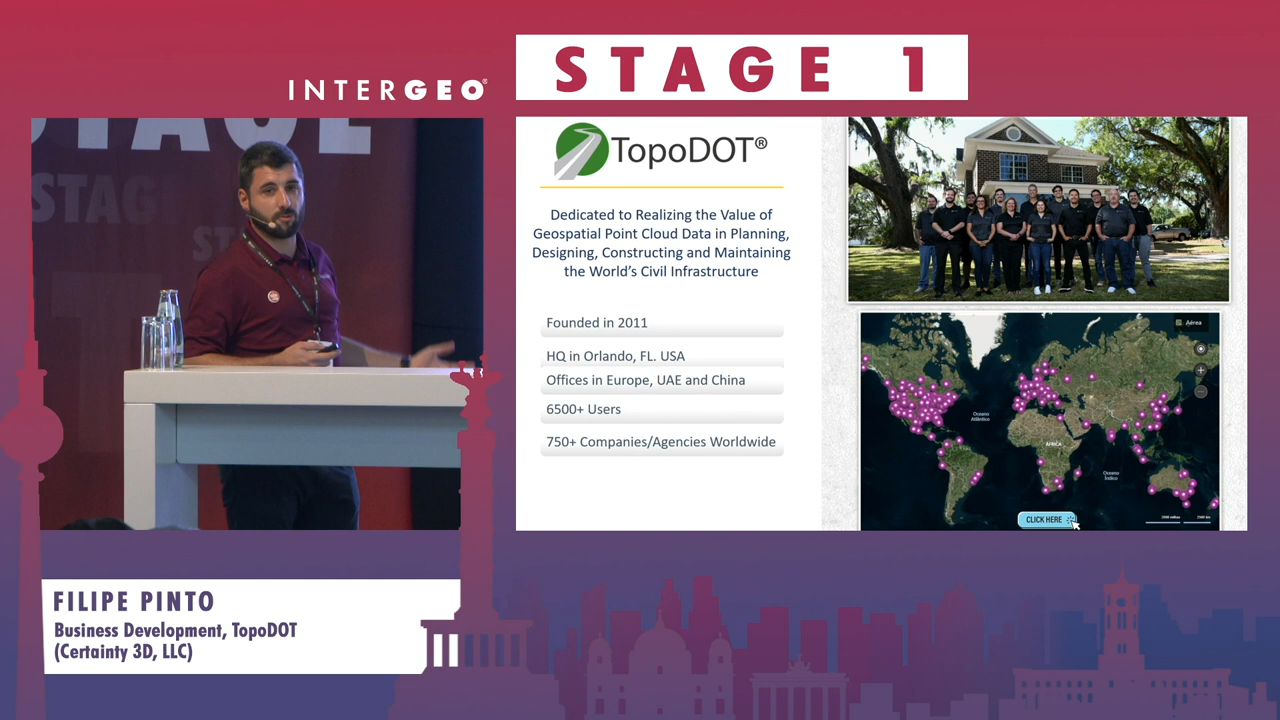 INTERGEO®
STAGE 1
STAGE
STAG
ST
TopoDOT®
Dedicated to Realizing the Value of
Geospatial Point Cloud Data in Planning,
Designing, Constructing and Maintaining
the World's Civil Infrastructure
Founded in 2011
HQ in Orlando, FL. USA
Offices in Europe, UAE and China
6500+ Users
750+ Companies/Agencies Worldwide
Aérea
Oceano
Atlântico
ÁFRICA
Oceano
Índico
CLICK HERE
FILIPE PINTO
Business Development, TopoDOT
(Certainty 3D, LLC)